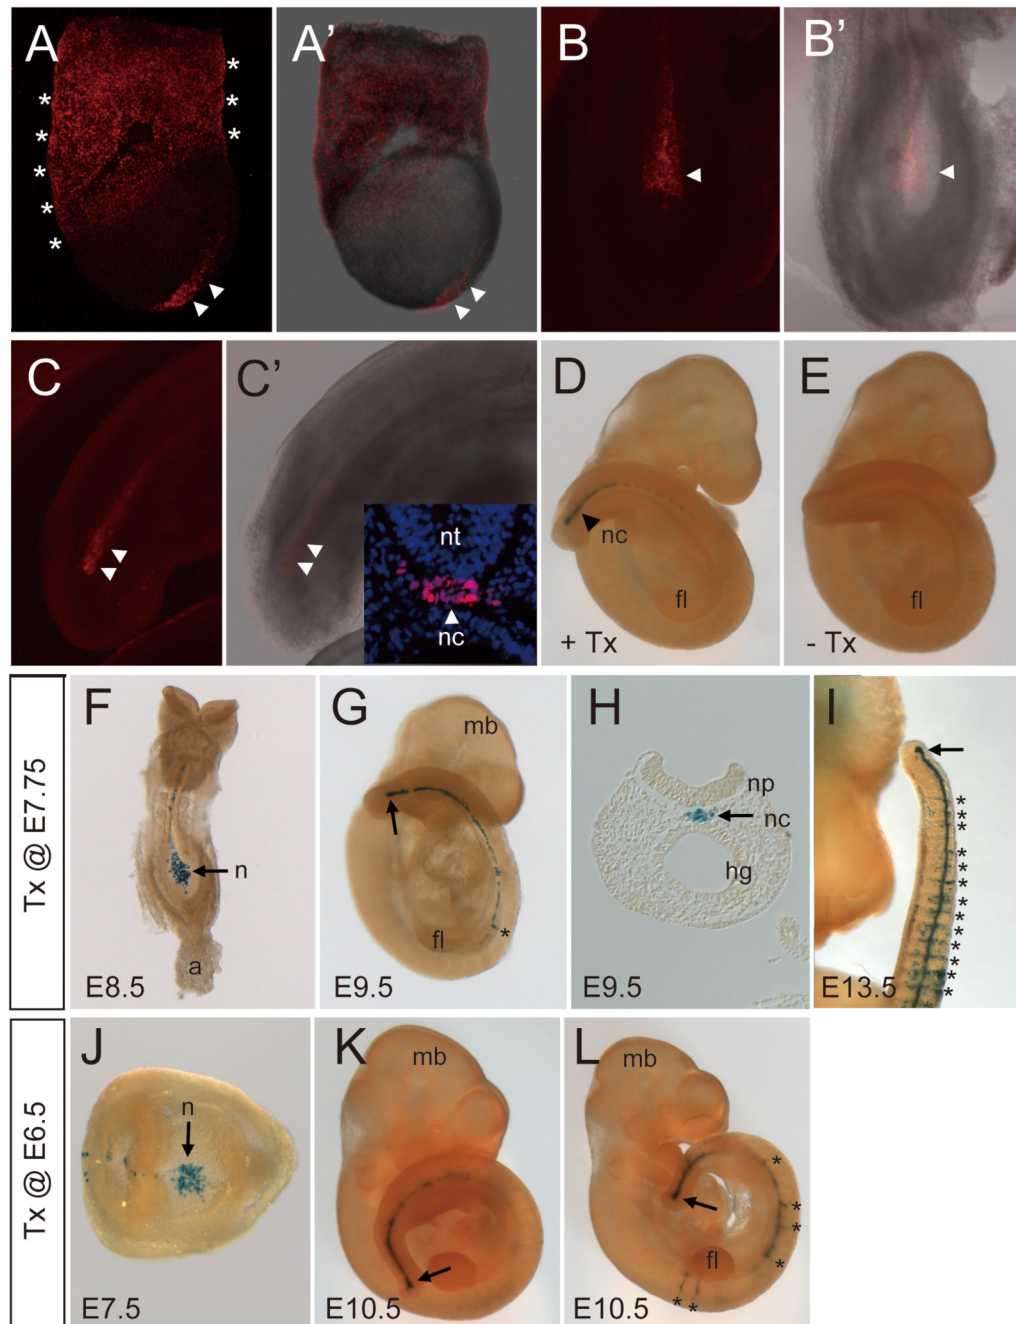 A
*
*
*
*
*
*
*
*
A'
B
B'
C
C'
nt
nc
D
nc
fl
+ Tx
E
fl
- Tx
Tx @ E7.75
F
n
a
E8.5
G
mb
fl
*
E9.5
H
np
nc
hg
E9.5
I
*
*
*
*
*
*
*
*
*
*
*
*
E13.5
Tx @ E6.5
J
n
E7.5
K
mb
E10.5
L
mb
fl
*
*
*
*
* *
E10.5